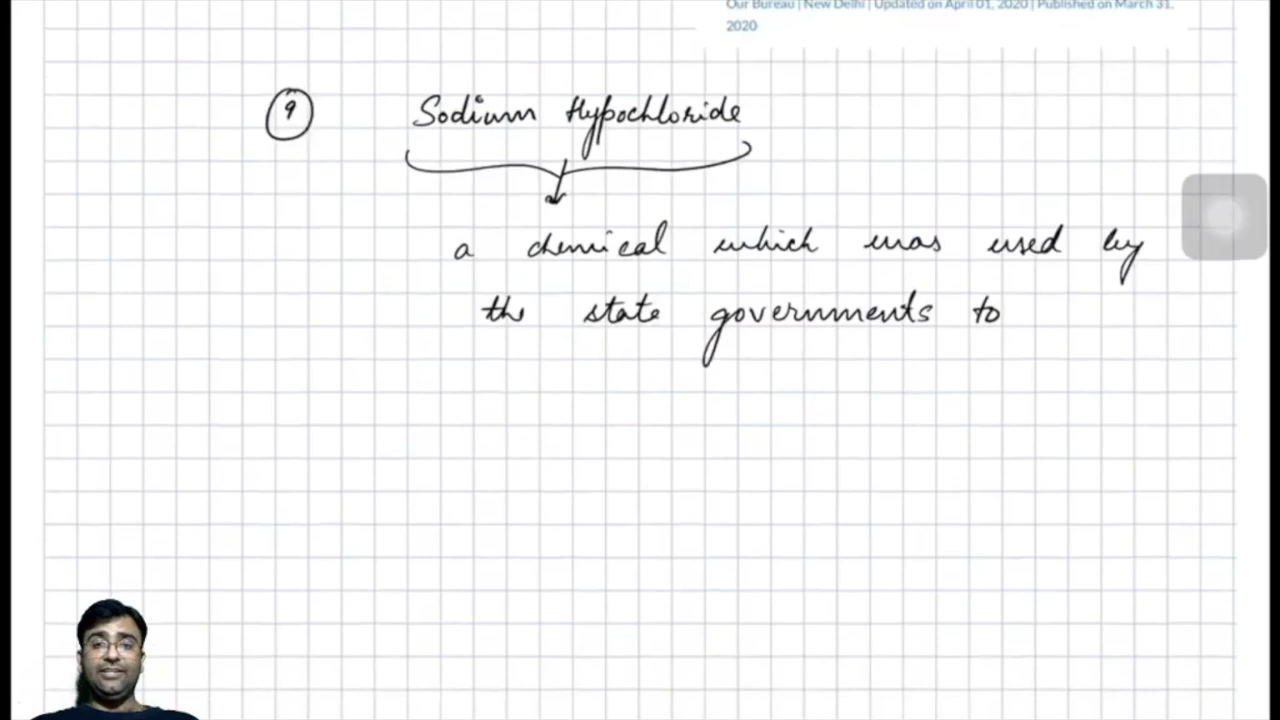 Our Bureau | New Delhi | Updated on April 01, 2020 | Published on March 31,
2020
9 Sodium Hypochloride
a chemical which was used by
the state governments to